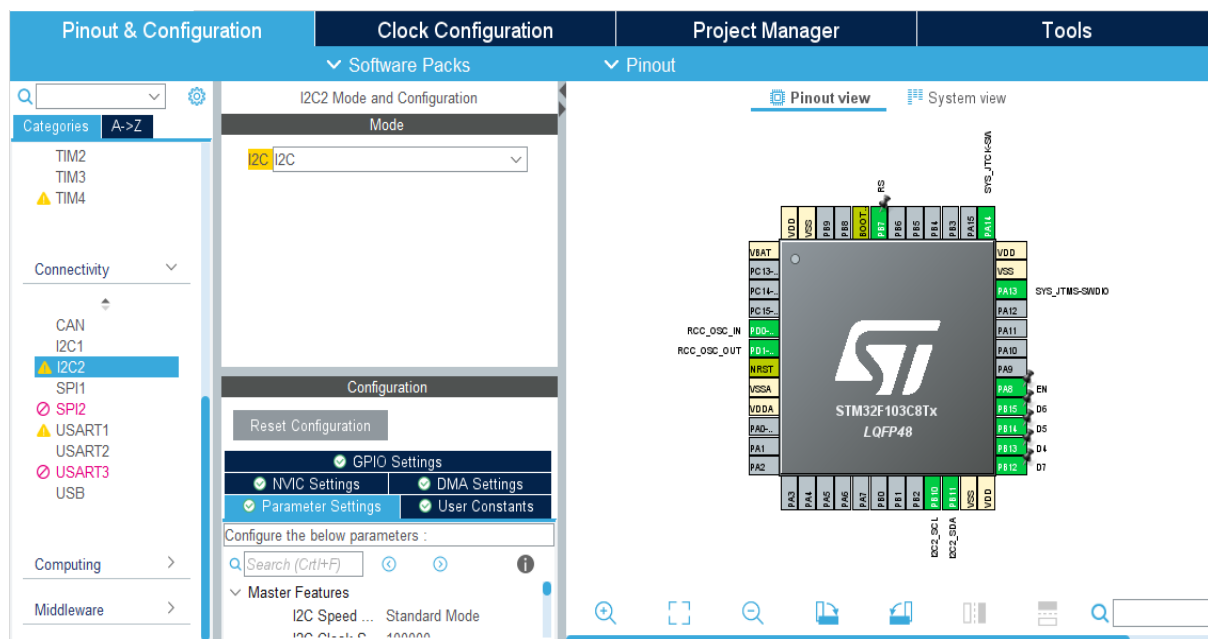 Pinout & Configuration
Clock Configuration
Project Manager
Tools
Software Packs
Pinout
Categories
A->Z
TIM2
TIM3
TIM4
Connectivity
CAN
I2C1
I2C2
SPI1
SPI2
USART1
USART2
USART3
USB
Computing
Middleware
I2C2 Mode and Configuration
Mode
I2C I2C
Configuration
Reset Configuration
GPIO Settings
NVIC Settings
DMA Settings
Parameter Settings
User Constants
Configure the below parameters :
Search (Crtl+F)
Master Features
I2C Speed ... Standard Mode
I2C Clock S... 100000
Pinout view
System view
RS
SYS_JTCK-SW
VDD
VSS
PB9
PB8
BOOT..
PB7
PB6
PB5
PB4
PB3
PA15
PA14
VBAT
PC13-..
PC14-..
PC15-..
RCC_OSC_IN PD0-..
RCC_OSC_OUT PD1-..
NRST
VSSA
VDDA
PA0-..
PA1
PA2
STM32F103C8Tx
LQFP48
VDD
VSS
PA13 SYS_JTMS-SWDIO
PA12
PA11
PA10
PA9
PA8 EN
PB15 D6
PB14 D5
PB13 D4
PB12 D7
PA3
PA4
PA5
PA6
PA7
PB0
PB1
PB2
PB10
PB11
VSS
VDD
I2C2_SCL
I2C2_SDA